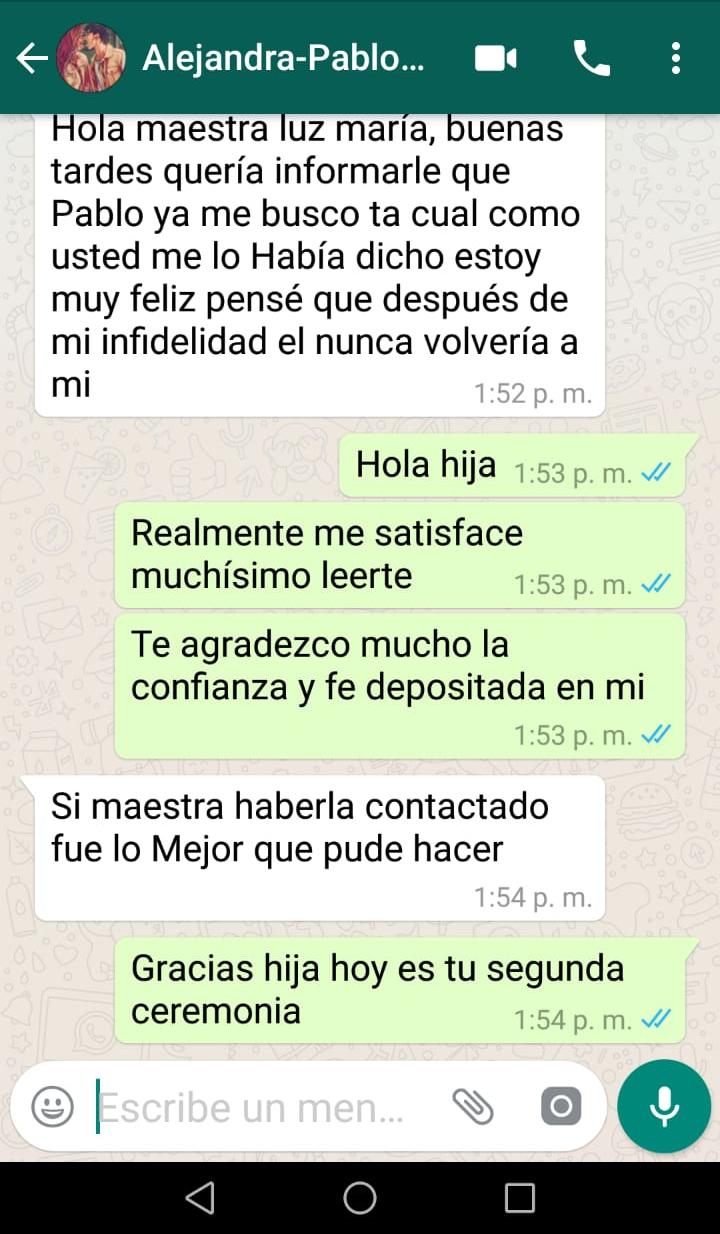 Alejandra-Pablo...
Hola maestra luz maría, buenas
tardes quería informarle que
Pablo ya me busco ta cual como
usted me lo Había dicho estoy
muy feliz pensé que después de
mi infidelidad el nunca volvería a
mi
1:52 p. m.
Hola hija 1:53 p. m.
Realmente me satisface
muchísimo leerte 1:53 p. m.
Te agradezco mucho la
confianza y fe depositada en mi
1:53 p. m.
Si maestra haberla contactado
fue lo Mejor que pude hacer
1:54 p. m.
Gracias hija hoy es tu segunda
ceremonia 1:54 p. m.
Escribe un men...